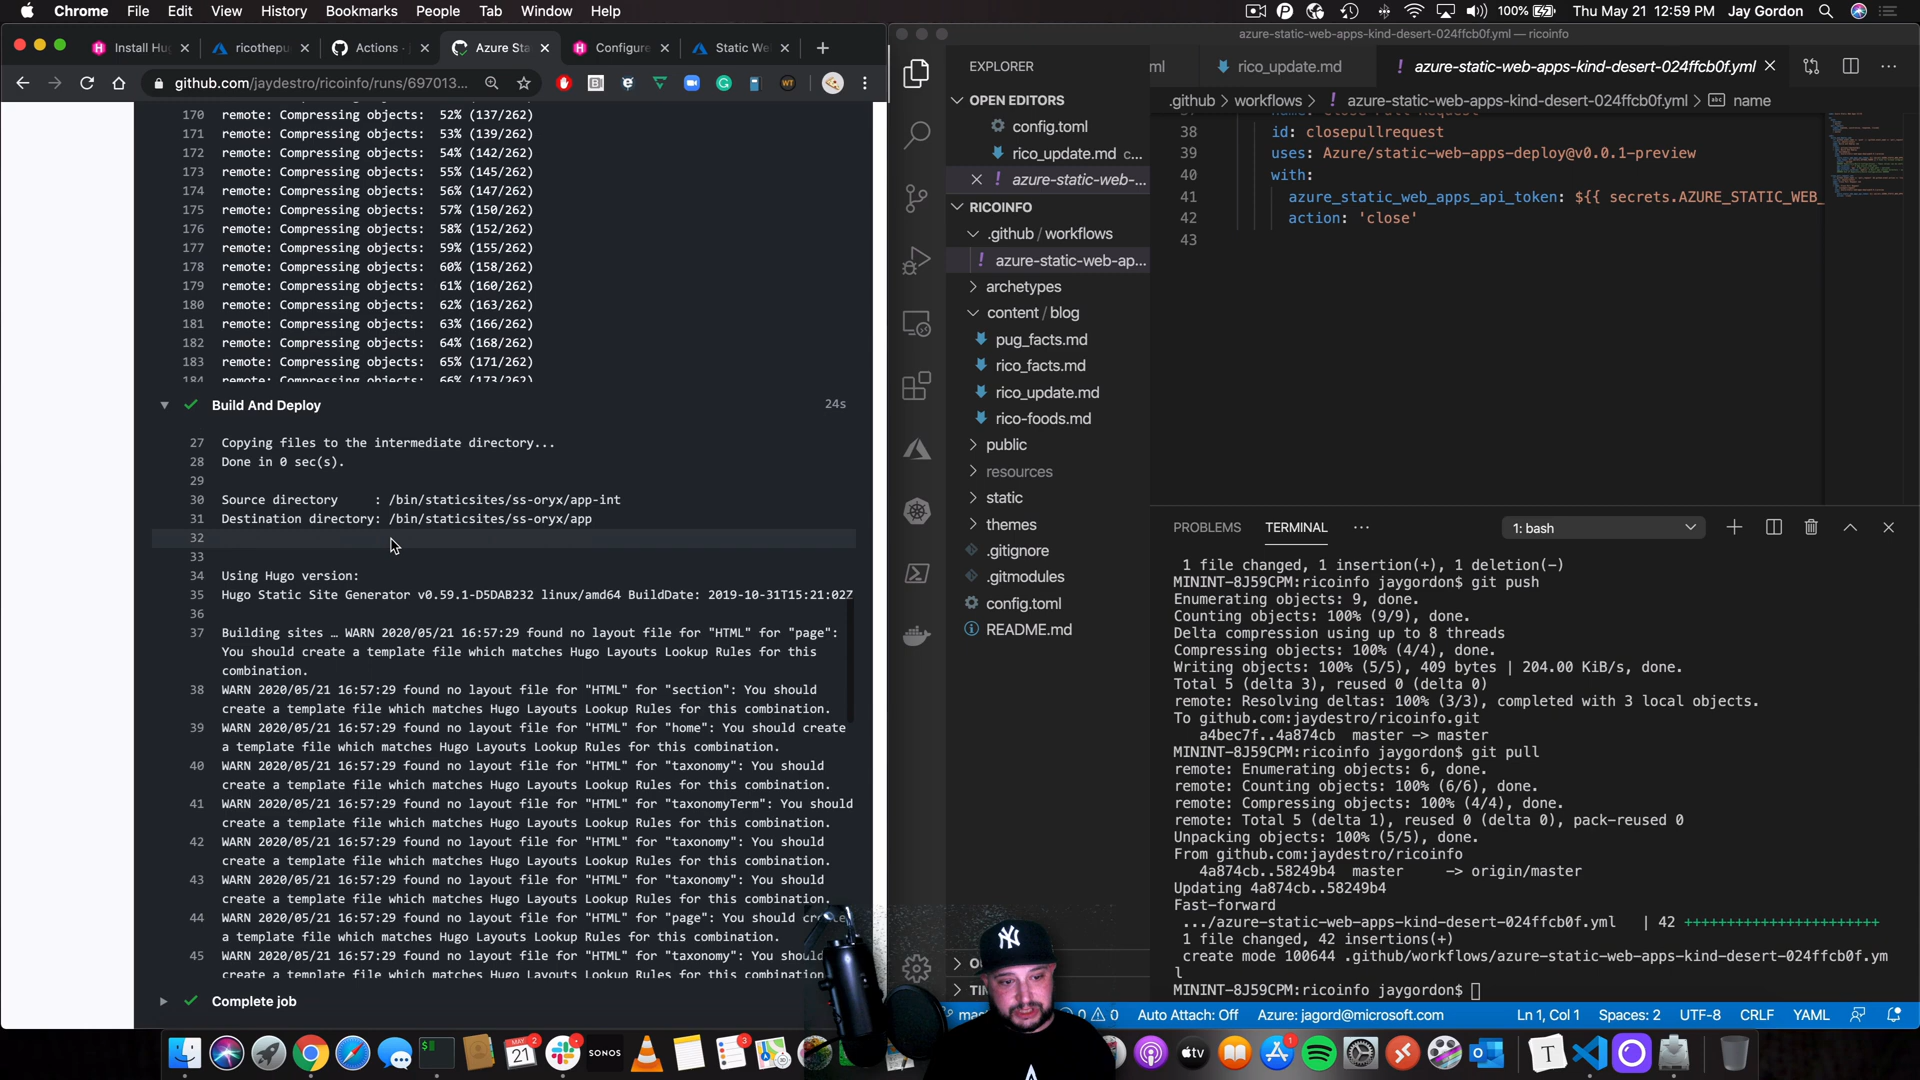 Chrome File Edit View History Bookmarks People Tab Window Help
100% Thu May 21 12:59 PM Jay Gordon
Install Hug
ricothepu
Actions · j
Azure Sta
Configure
Static We
github.com/jaydestro/ricoinfo/runs/697013...
170 remote: Compressing objects: 52% (137/262)
171 remote: Compressing objects: 53% (139/262)
172 remote: Compressing objects: 54% (142/262)
173 remote: Compressing objects: 55% (145/262)
174 remote: Compressing objects: 56% (147/262)
175 remote: Compressing objects: 57% (150/262)
176 remote: Compressing objects: 58% (152/262)
177 remote: Compressing objects: 59% (155/262)
178 remote: Compressing objects: 60% (158/262)
179 remote: Compressing objects: 61% (160/262)
180 remote: Compressing objects: 62% (163/262)
181 remote: Compressing objects: 63% (166/262)
182 remote: Compressing objects: 64% (168/262)
183 remote: Compressing objects: 65% (171/262)
184 remote: Compressing objects: 66% (173/262)
Build And Deploy 24s
27 Copying files to the intermediate directory...
28 Done in 0 sec(s).
29
30 Source directory : /bin/staticsites/ss-oryx/app-int
31 Destination directory: /bin/staticsites/ss-oryx/app
32
33
34 Using Hugo version:
35 Hugo Static Site Generator v0.59.1-D5DAB232 linux/amd64 BuildDate: 2019-10-31T15:21:02Z
36
37 Building sites … WARN 2020/05/21 16:57:29 found no layout file for "HTML" for "page":
You should create a template file which matches Hugo Layouts Lookup Rules for this
combination.
38 WARN 2020/05/21 16:57:29 found no layout file for "HTML" for "section": You should
create a template file which matches Hugo Layouts Lookup Rules for this combination.
39 WARN 2020/05/21 16:57:29 found no layout file for "HTML" for "home": You should create
a template file which matches Hugo Layouts Lookup Rules for this combination.
40 WARN 2020/05/21 16:57:29 found no layout file for "HTML" for "taxonomy": You should
create a template file which matches Hugo Layouts Lookup Rules for this combination.
41 WARN 2020/05/21 16:57:29 found no layout file for "HTML" for "taxonomyTerm": You should
create a template file which matches Hugo Layouts Lookup Rules for this combination.
42 WARN 2020/05/21 16:57:29 found no layout file for "HTML" for "taxonomy": You should
create a template file which matches Hugo Layouts Lookup Rules for this combination.
43 WARN 2020/05/21 16:57:29 found no layout file for "HTML" for "taxonomy": You should
create a template file which matches Hugo Layouts Lookup Rules for this combination.
44 WARN 2020/05/21 16:57:29 found no layout file for "HTML" for "page": You should create
a template file which matches Hugo Layouts Lookup Rules for this combination.
45 WARN 2020/05/21 16:57:29 found no layout file for "HTML" for "taxonomy": You should
create a template file which matches Hugo Layouts Lookup Rules for this
Complete job
azure-static-web-apps-kind-desert-024ffcb0f.yml — ricoinfo
EXPLORER
OPEN EDITORS
config.toml
rico_update.md c...
azure-static-web-...
RICOINFO
.github / workflows
azure-static-web-ap...
archetypes
content / blog
pug_facts.md
rico_facts.md
rico_update.md
rico-foods.md
public
resources
static
themes
.gitignore
.gitmodules
config.toml
README.md
ml rico_update.md azure-static-web-apps-kind-desert-024ffcb0f.yml
.github > workflows > azure-static-web-apps-kind-desert-024ffcb0f.yml > name
name: Close Pull Request
38 id: closepullrequest
39 uses: Azure/static-web-apps-deploy@v0.0.1-preview
40 with:
41 azure_static_web_apps_api_token: ${{ secrets.AZURE_STATIC_WEB_
42 action: 'close'
43
PROBLEMS TERMINAL ··· 1: bash
1 file changed, 1 insertion(+), 1 deletion(-)
MININT-8J59CPM:ricoinfo jaygordon$ git push
Enumerating objects: 9, done.
Counting objects: 100% (9/9), done.
Delta compression using up to 8 threads
Compressing objects: 100% (4/4), done.
Writing objects: 100% (5/5), 409 bytes | 204.00 KiB/s, done.
Total 5 (delta 3), reused 0 (delta 0)
remote: Resolving deltas: 100% (3/3), completed with 3 local objects.
To github.com:jaydestro/ricoinfo.git
a4bec7f..4a874cb master -> master
MININT-8J59CPM:ricoinfo jaygordon$ git pull
remote: Enumerating objects: 6, done.
remote: Counting objects: 100% (6/6), done.
remote: Compressing objects: 100% (4/4), done.
remote: Total 5 (delta 1), reused 0 (delta 0), pack-reused 0
Unpacking objects: 100% (5/5), done.
From github.com:jaydestro/ricoinfo
4a874cb..58249b4 master -> origin/master
Updating 4a874cb..58249b4
Fast-forward
.../azure-static-web-apps-kind-desert-024ffcb0f.yml | 42 +++++++++++++++++++++++
1 file changed, 42 insertions(+)
create mode 100644 .github/workflows/azure-static-web-apps-kind-desert-024ffcb0f.ym
l
MININT-8J59CPM:ricoinfo jaygordon$
0 0 Auto Attach: Off Azure: jagord@microsoft.com Ln 1, Col 1 Spaces: 2 UTF-8 CRLF YAML
MAY 21 2 SONOS 3 tv 1 T